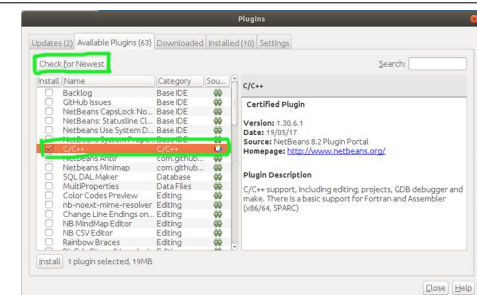 Plugins
Updates (2) Available Plugins (63) Downloaded Installed (10) Settings
Check for Newest
Search:
Install Name Category Sou...
Backlog Base IDE
GitHub Issues Base IDE
NetBeans CapsLock No... Base IDE
NetBeans: Statusline Cl... Base IDE
NetBeans Use System D... Base IDE
C/C++ C/C++
NetBeans Antlr com.github...
NetBeans Minimap com.github...
SQL DAL Maker Database
MultiProperties Data Files
Color Codes Preview Editing
nb-noext-mime-resolver Editing
Change Line Endings on... Editing
NB MindMap Editor Editing
NB CSV Editor Editing
Rainbow Braces Editing
C/C++
Certified Plugin
Version: 1.30.6.1
Date: 19/05/17
Source: NetBeans 8.2 Plugin Portal
Homepage: http://www.netbeans.org/
Plugin Description
C/C++ support, including editing, projects, GDB debugger and
make. There is a basic support for Fortran and Assembler
(x86/64, SPARC)
Install 1 plugin selected, 19MB
Close Help